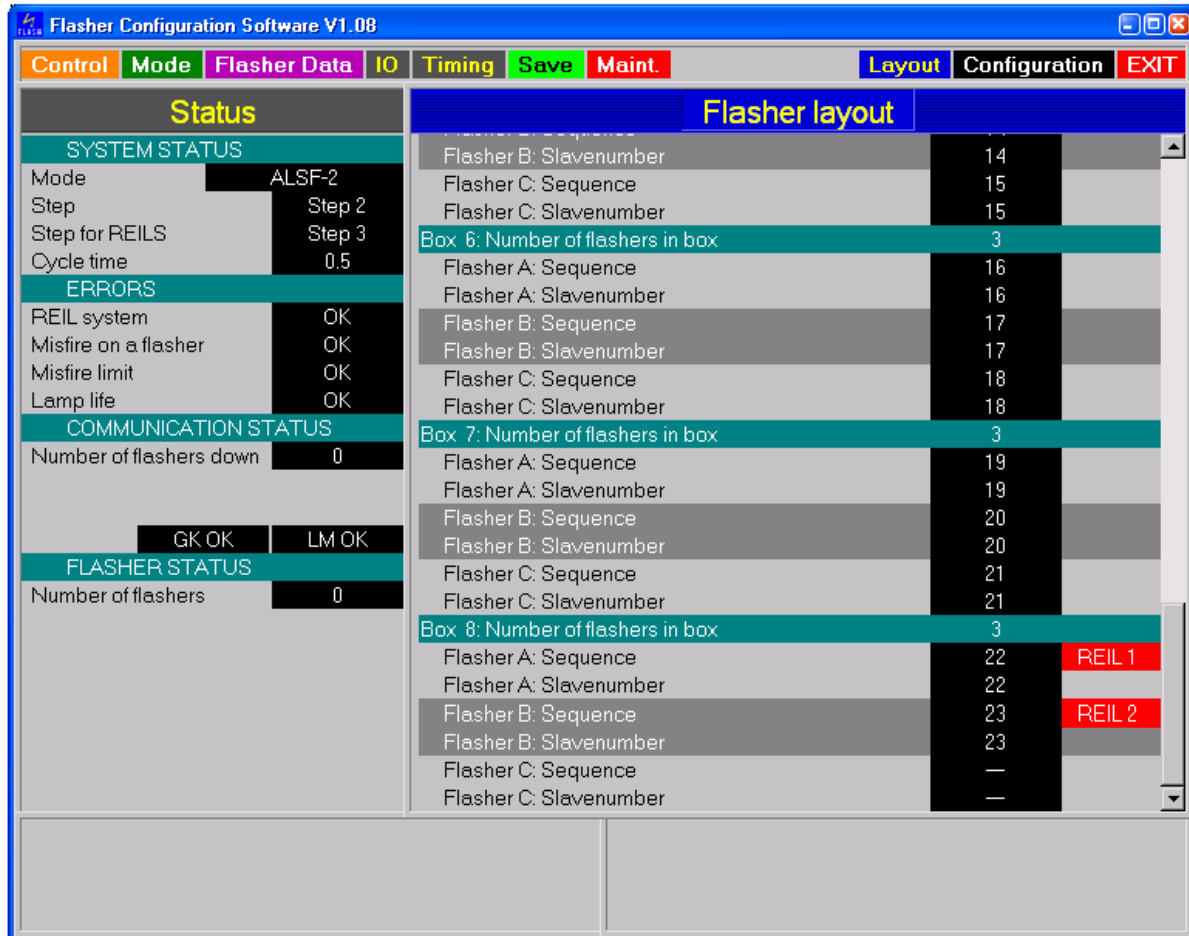 Flasher Configuration Software V1.08
Control Mode Flasher Data IO Timing Save Maint. Layout Configuration EXIT
Status
SYSTEM STATUS
Mode ALSF-2
Step Step 2
Step for REILS Step 3
Cycle time 0.5
ERRORS
REIL system OK
Misfire on a flasher OK
Misfire limit OK
Lamp life OK
COMMUNICATION STATUS
Number of flashers down 0
GK OK LM OK
FLASHER STATUS
Number of flashers 0
Flasher layout
Flasher B: Slavenumber 14
Flasher C: Sequence 15
Flasher C: Slavenumber 15
Box 6: Number of flashers in box 3
Flasher A: Sequence 16
Flasher A: Slavenumber 16
Flasher B: Sequence 17
Flasher B: Slavenumber 17
Flasher C: Sequence 18
Flasher C: Slavenumber 18
Box 7: Number of flashers in box 3
Flasher A: Sequence 19
Flasher A: Slavenumber 19
Flasher B: Sequence 20
Flasher B: Slavenumber 20
Flasher C: Sequence 21
Flasher C: Slavenumber 21
Box 8: Number of flashers in box 3
Flasher A: Sequence 22 REIL 1
Flasher A: Slavenumber 22
Flasher B: Sequence 23 REIL 2
Flasher B: Slavenumber 23
Flasher C: Sequence —
Flasher C: Slavenumber —